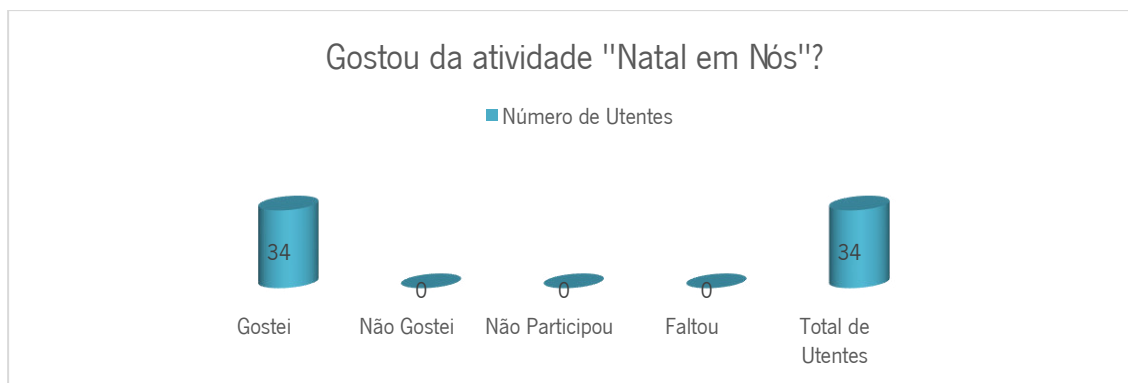 Gostou da atividade "Natal em Nós"?
Número de Utentes
34
0
0
0
34
Gostei
Não Gostei
Não Participou
Faltou
Total de
Utentes